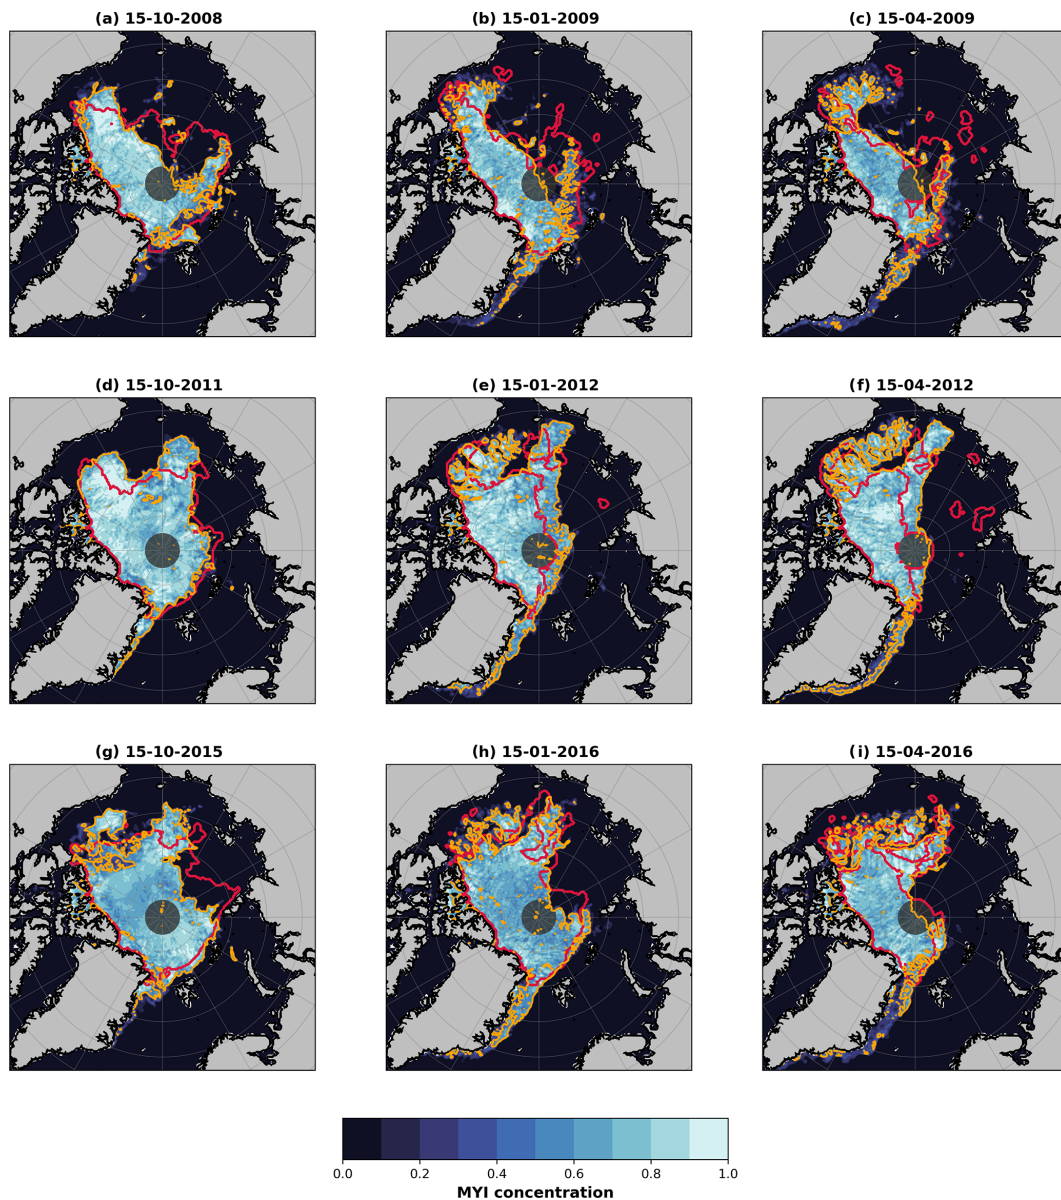 (a) 15-10-2008
(b) 15-01-2009
(c) 15-04-2009
(d) 15-10-2011
(e) 15-01-2012
(f) 15-04-2012
(g) 15-10-2015
(h) 15-01-2016
(i) 15-04-2016
0.0 0.2 0.4 0.6 0.8 1.0
MYI concentration